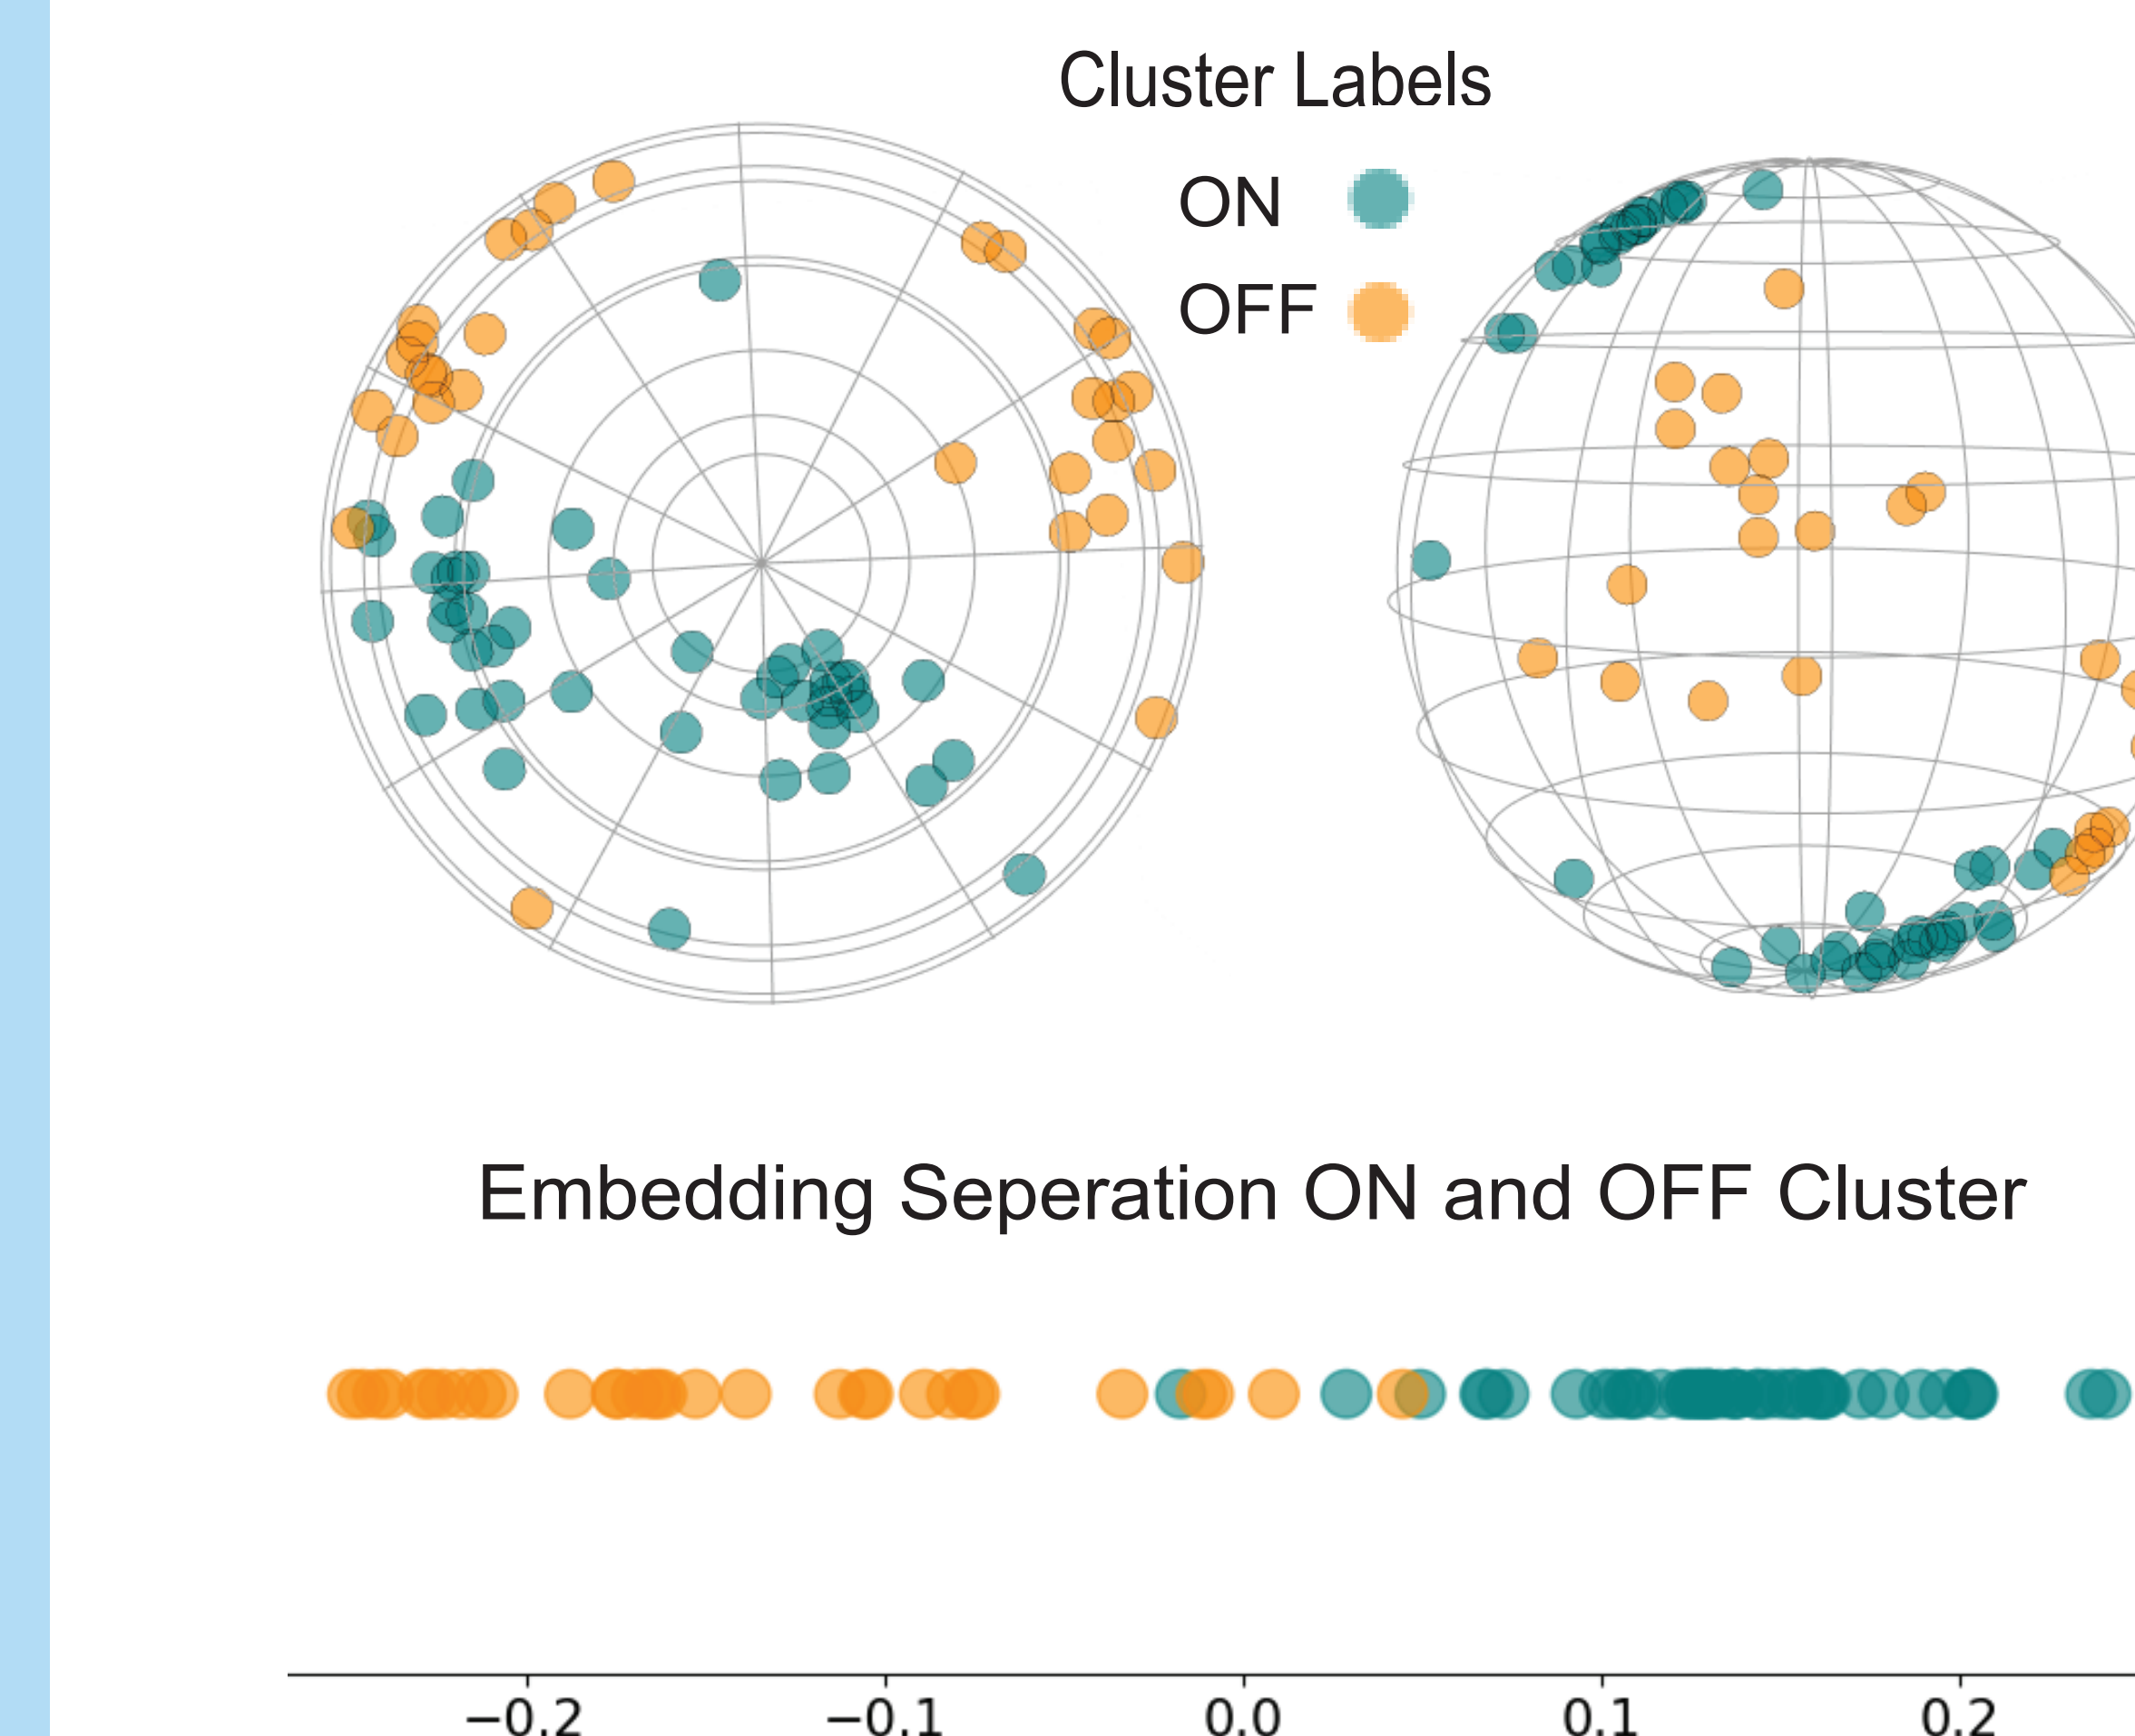 Cluster Labels
ON
OFF
Embedding Seperation ON and OFF Cluster
−0.2 −0.1 0.0 0.1 0.2